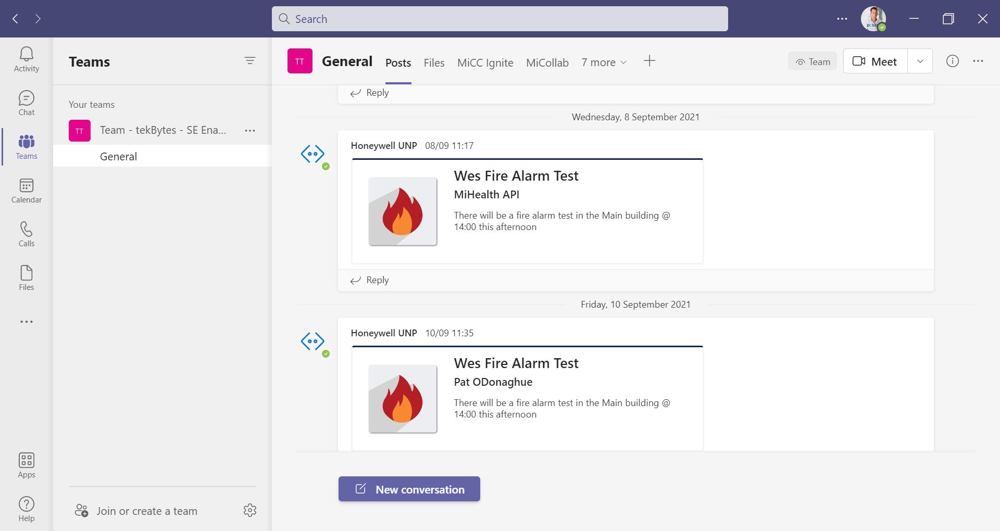 Search
Activity
Chat
Teams
Calendar
Calls
Files
Apps
Help
Teams
Your teams
TT
Team - tekBytes - SE Ena...
General
Join or create a team
TT
General
Posts
Files
MiCC Ignite
MiCollab
7 more
Team
Meet
Reply
Wednesday, 8 September 2021
Honeywell UNP 08/09 11:17
Wes Fire Alarm Test
MiHealth API
There will be a fire alarm test in the Main building @
14:00 this afternoon
Reply
Friday, 10 September 2021
Honeywell UNP 10/09 11:35
Wes Fire Alarm Test
Pat ODonaghue
There will be a fire alarm test in the Main building @
14:00 this afternoon
New conversation